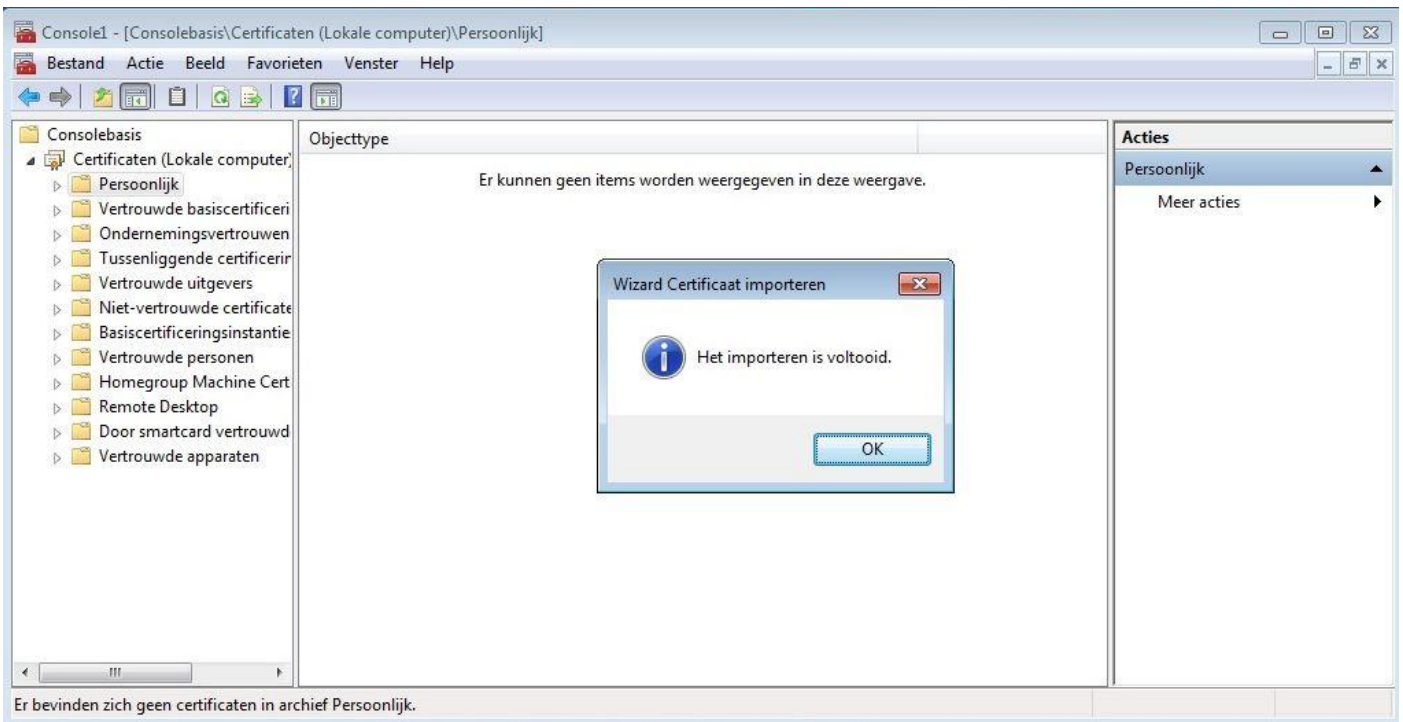 Console1 - [Consolebasis\Certificaten (Lokale computer)\Persoonlijk]
Bestand Actie Beeld Favorieten Venster Help
Consolebasis
Certificaten (Lokale computer)
Persoonlijk
Vertrouwde basiscertificeri
Ondernemingsvertrouwen
Tussenliggende certificerin
Vertrouwde uitgevers
Niet-vertrouwde certificate
Basiscertificeringsinstantie
Vertrouwde personen
Homegroup Machine Cert
Remote Desktop
Door smartcard vertrouwd
Vertrouwde apparaten
Objecttype
Er kunnen geen items worden weergegeven in deze weergave.
Wizard Certificaat importeren
Het importeren is voltooid.
OK
Acties
Persoonlijk
Meer acties
Er bevinden zich geen certificaten in archief Persoonlijk.